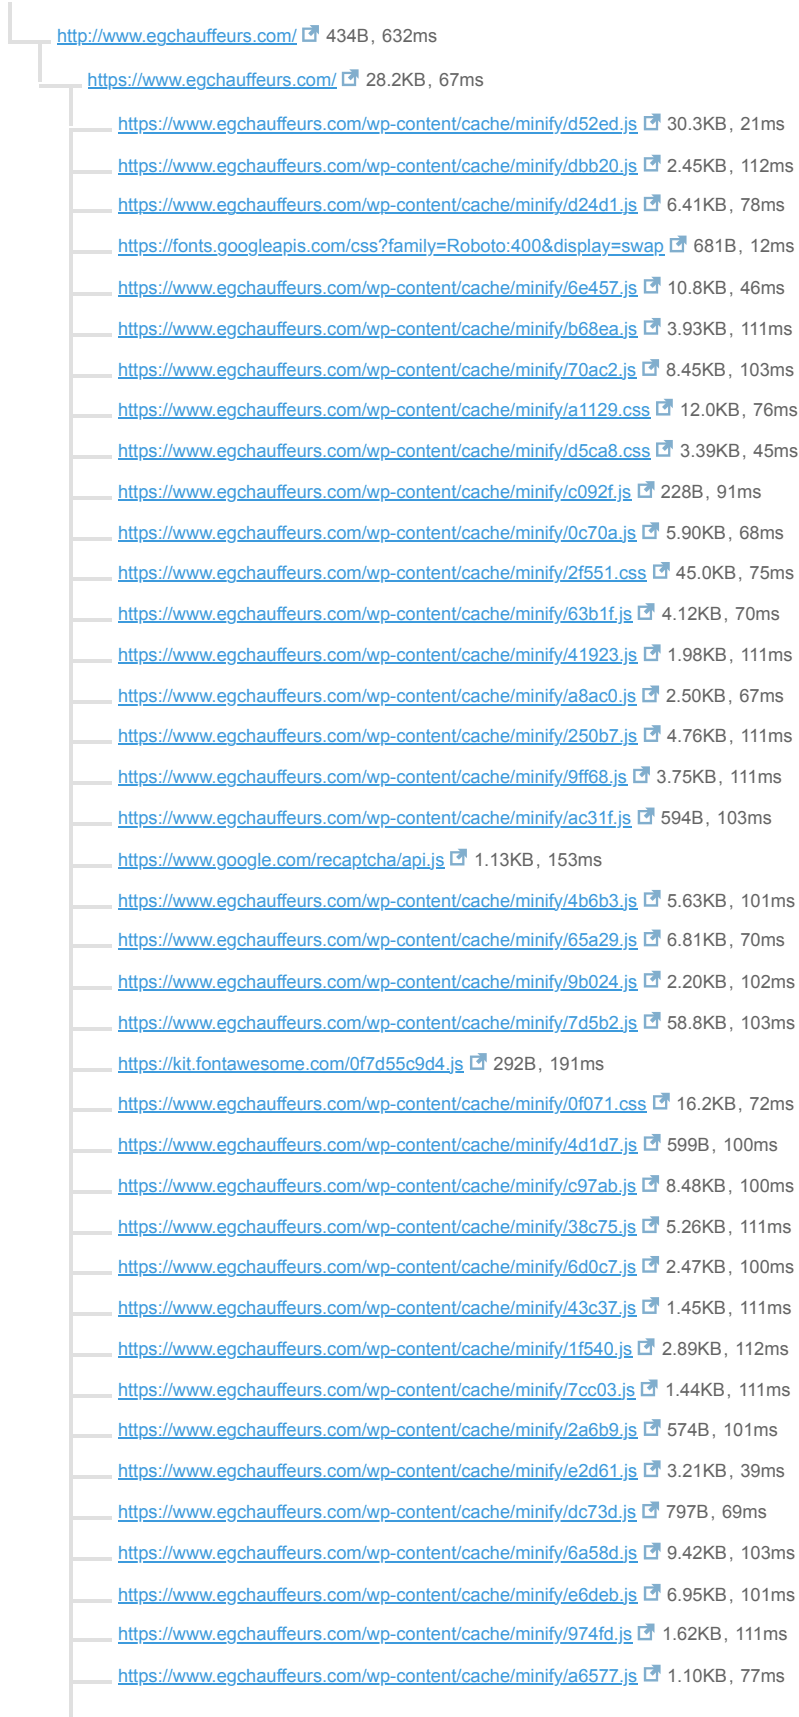 http://www.egchauffeurs.com/ 434B, 632ms
https://www.egchauffeurs.com/ 28.2KB, 67ms
https://www.egchauffeurs.com/wp-content/cache/minify/d52ed.js 30.3KB, 21ms
https://www.egchauffeurs.com/wp-content/cache/minify/dbb20.js 2.45KB, 112ms
https://www.egchauffeurs.com/wp-content/cache/minify/d24d1.js 6.41KB, 78ms
https://fonts.googleapis.com/css?family=Roboto:400&display=swap 681B, 12ms
https://www.egchauffeurs.com/wp-content/cache/minify/6e457.js 10.8KB, 46ms
https://www.egchauffeurs.com/wp-content/cache/minify/b68ea.js 3.93KB, 111ms
https://www.egchauffeurs.com/wp-content/cache/minify/70ac2.js 8.45KB, 103ms
https://www.egchauffeurs.com/wp-content/cache/minify/a1129.css 12.0KB, 76ms
https://www.egchauffeurs.com/wp-content/cache/minify/d5ca8.css 3.39KB, 45ms
https://www.egchauffeurs.com/wp-content/cache/minify/c092f.js 228B, 91ms
https://www.egchauffeurs.com/wp-content/cache/minify/0c70a.js 5.90KB, 68ms
https://www.egchauffeurs.com/wp-content/cache/minify/2f551.css 45.0KB, 75ms
https://www.egchauffeurs.com/wp-content/cache/minify/63b1f.js 4.12KB, 70ms
https://www.egchauffeurs.com/wp-content/cache/minify/41923.js 1.98KB, 111ms
https://www.egchauffeurs.com/wp-content/cache/minify/a8ac0.js 2.50KB, 67ms
https://www.egchauffeurs.com/wp-content/cache/minify/250b7.js 4.76KB, 111ms
https://www.egchauffeurs.com/wp-content/cache/minify/9ff68.js 3.75KB, 111ms
https://www.egchauffeurs.com/wp-content/cache/minify/ac31f.js 594B, 103ms
https://www.google.com/recaptcha/api.js 1.13KB, 153ms
https://www.egchauffeurs.com/wp-content/cache/minify/4b6b3.js 5.63KB, 101ms
https://www.egchauffeurs.com/wp-content/cache/minify/65a29.js 6.81KB, 70ms
https://www.egchauffeurs.com/wp-content/cache/minify/9b024.js 2.20KB, 102ms
https://www.egchauffeurs.com/wp-content/cache/minify/7d5b2.js 58.8KB, 103ms
https://kit.fontawesome.com/0f7d55c9d4.js 292B, 191ms
https://www.egchauffeurs.com/wp-content/cache/minify/0f071.css 16.2KB, 72ms
https://www.egchauffeurs.com/wp-content/cache/minify/4d1d7.js 599B, 100ms
https://www.egchauffeurs.com/wp-content/cache/minify/c97ab.js 8.48KB, 100ms
https://www.egchauffeurs.com/wp-content/cache/minify/38c75.js 5.26KB, 111ms
https://www.egchauffeurs.com/wp-content/cache/minify/6d0c7.js 2.47KB, 100ms
https://www.egchauffeurs.com/wp-content/cache/minify/43c37.js 1.45KB, 111ms
https://www.egchauffeurs.com/wp-content/cache/minify/1f540.js 2.89KB, 112ms
https://www.egchauffeurs.com/wp-content/cache/minify/7cc03.js 1.44KB, 111ms
https://www.egchauffeurs.com/wp-content/cache/minify/2a6b9.js 574B, 101ms
https://www.egchauffeurs.com/wp-content/cache/minify/e2d61.js 3.21KB, 39ms
https://www.egchauffeurs.com/wp-content/cache/minify/dc73d.js 797B, 69ms
https://www.egchauffeurs.com/wp-content/cache/minify/6a58d.js 9.42KB, 103ms
https://www.egchauffeurs.com/wp-content/cache/minify/e6deb.js 6.95KB, 101ms
https://www.egchauffeurs.com/wp-content/cache/minify/974fd.js 1.62KB, 111ms
https://www.egchauffeurs.com/wp-content/cache/minify/a6577.js 1.10KB, 77ms